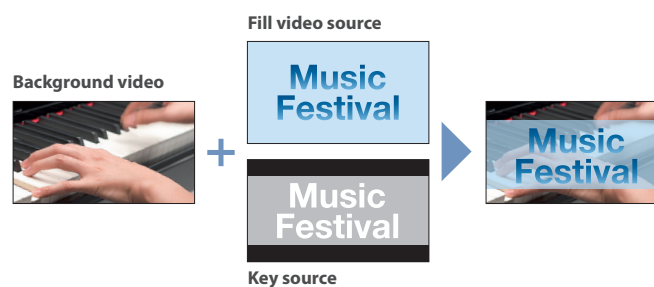 Fill video source
Background video
Music
Festival
Music
Festival
Key source
Music
Festival